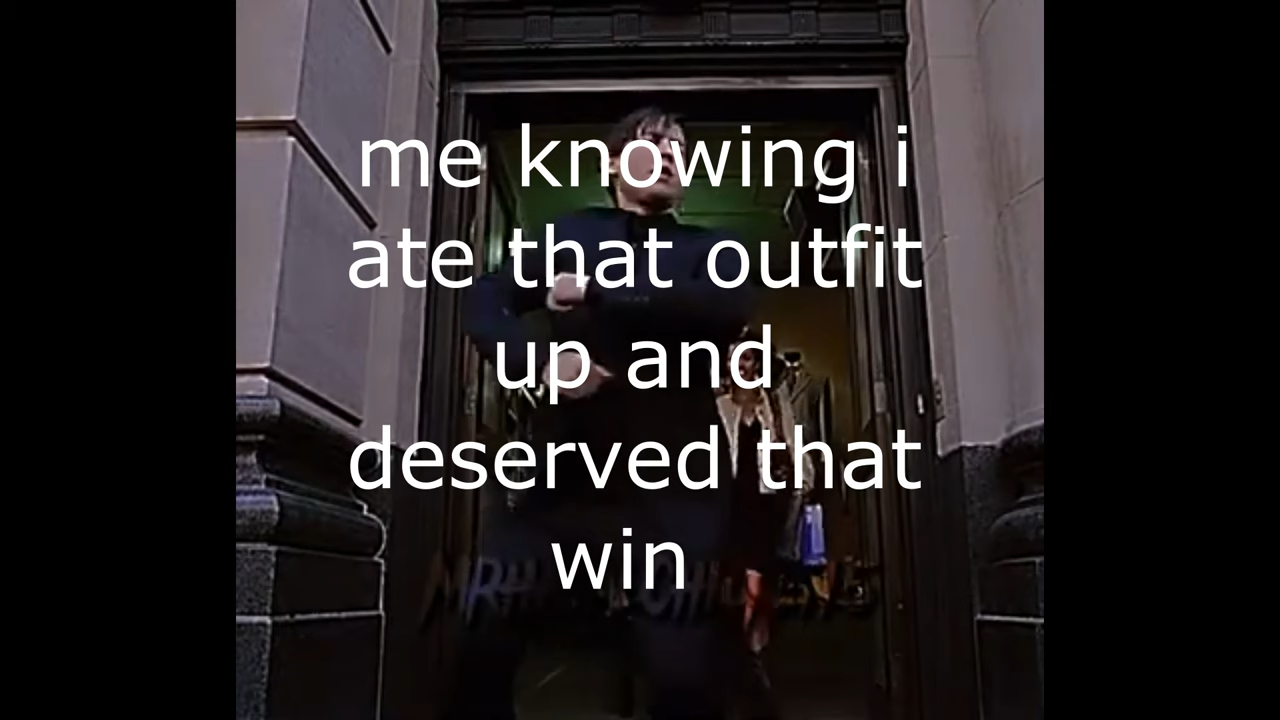 me knowing i
ate that outfit
up and
deserved that
win